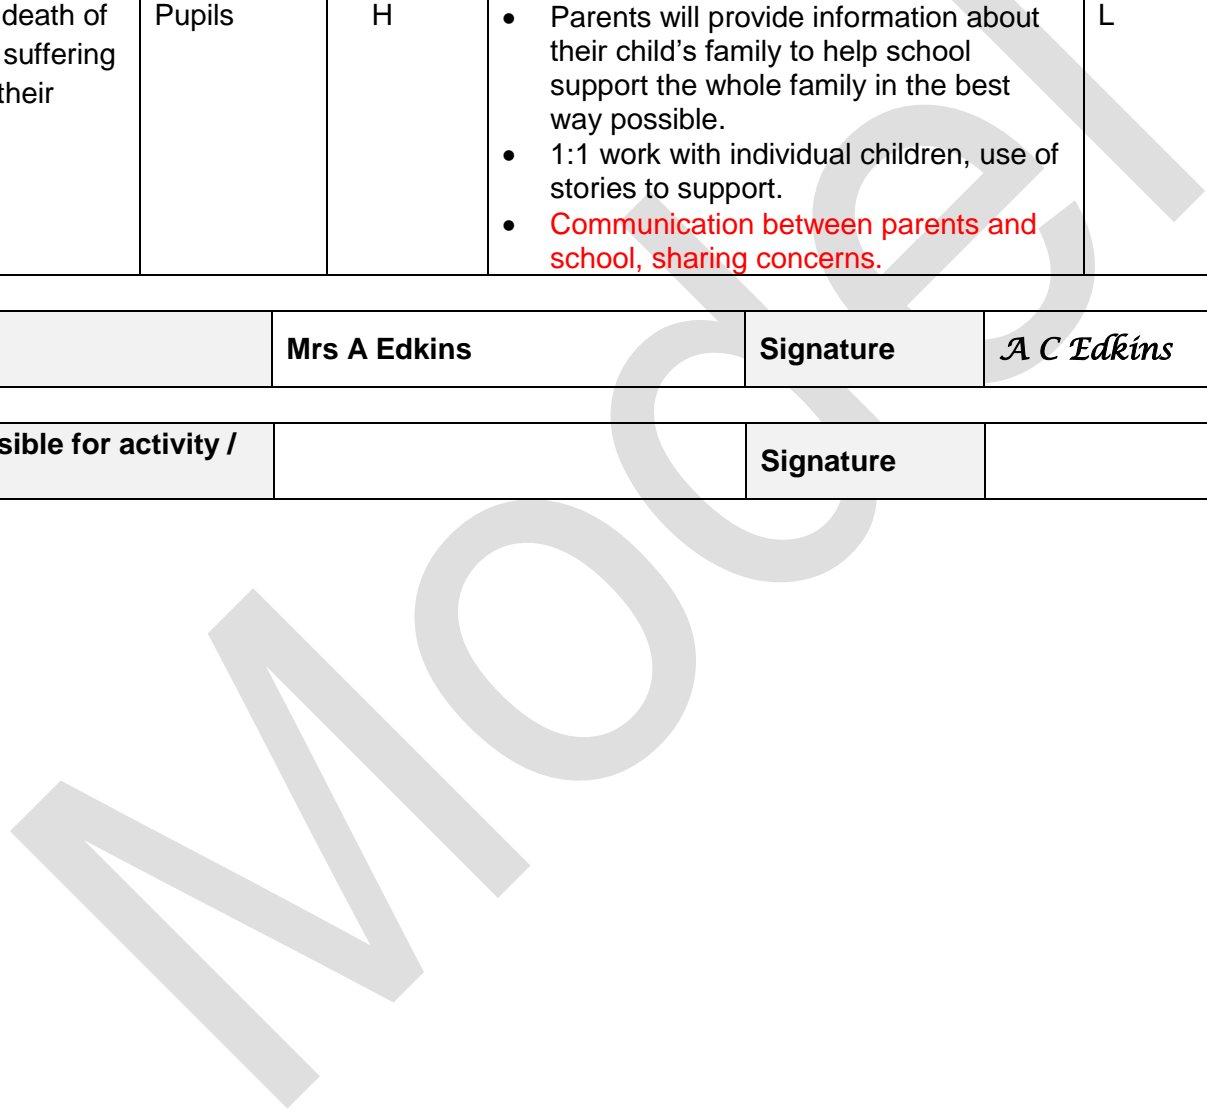 death of Pupils H • Parents will provide information about L
suffering their child's family to help school
their support the whole family in the best
way possible.
• 1:1 work with individual children, use of
stories to support.
• Communication between parents and
school, sharing concerns.
Mrs A Edkins Signature A C Edkins
sible for activity / Signature
Model